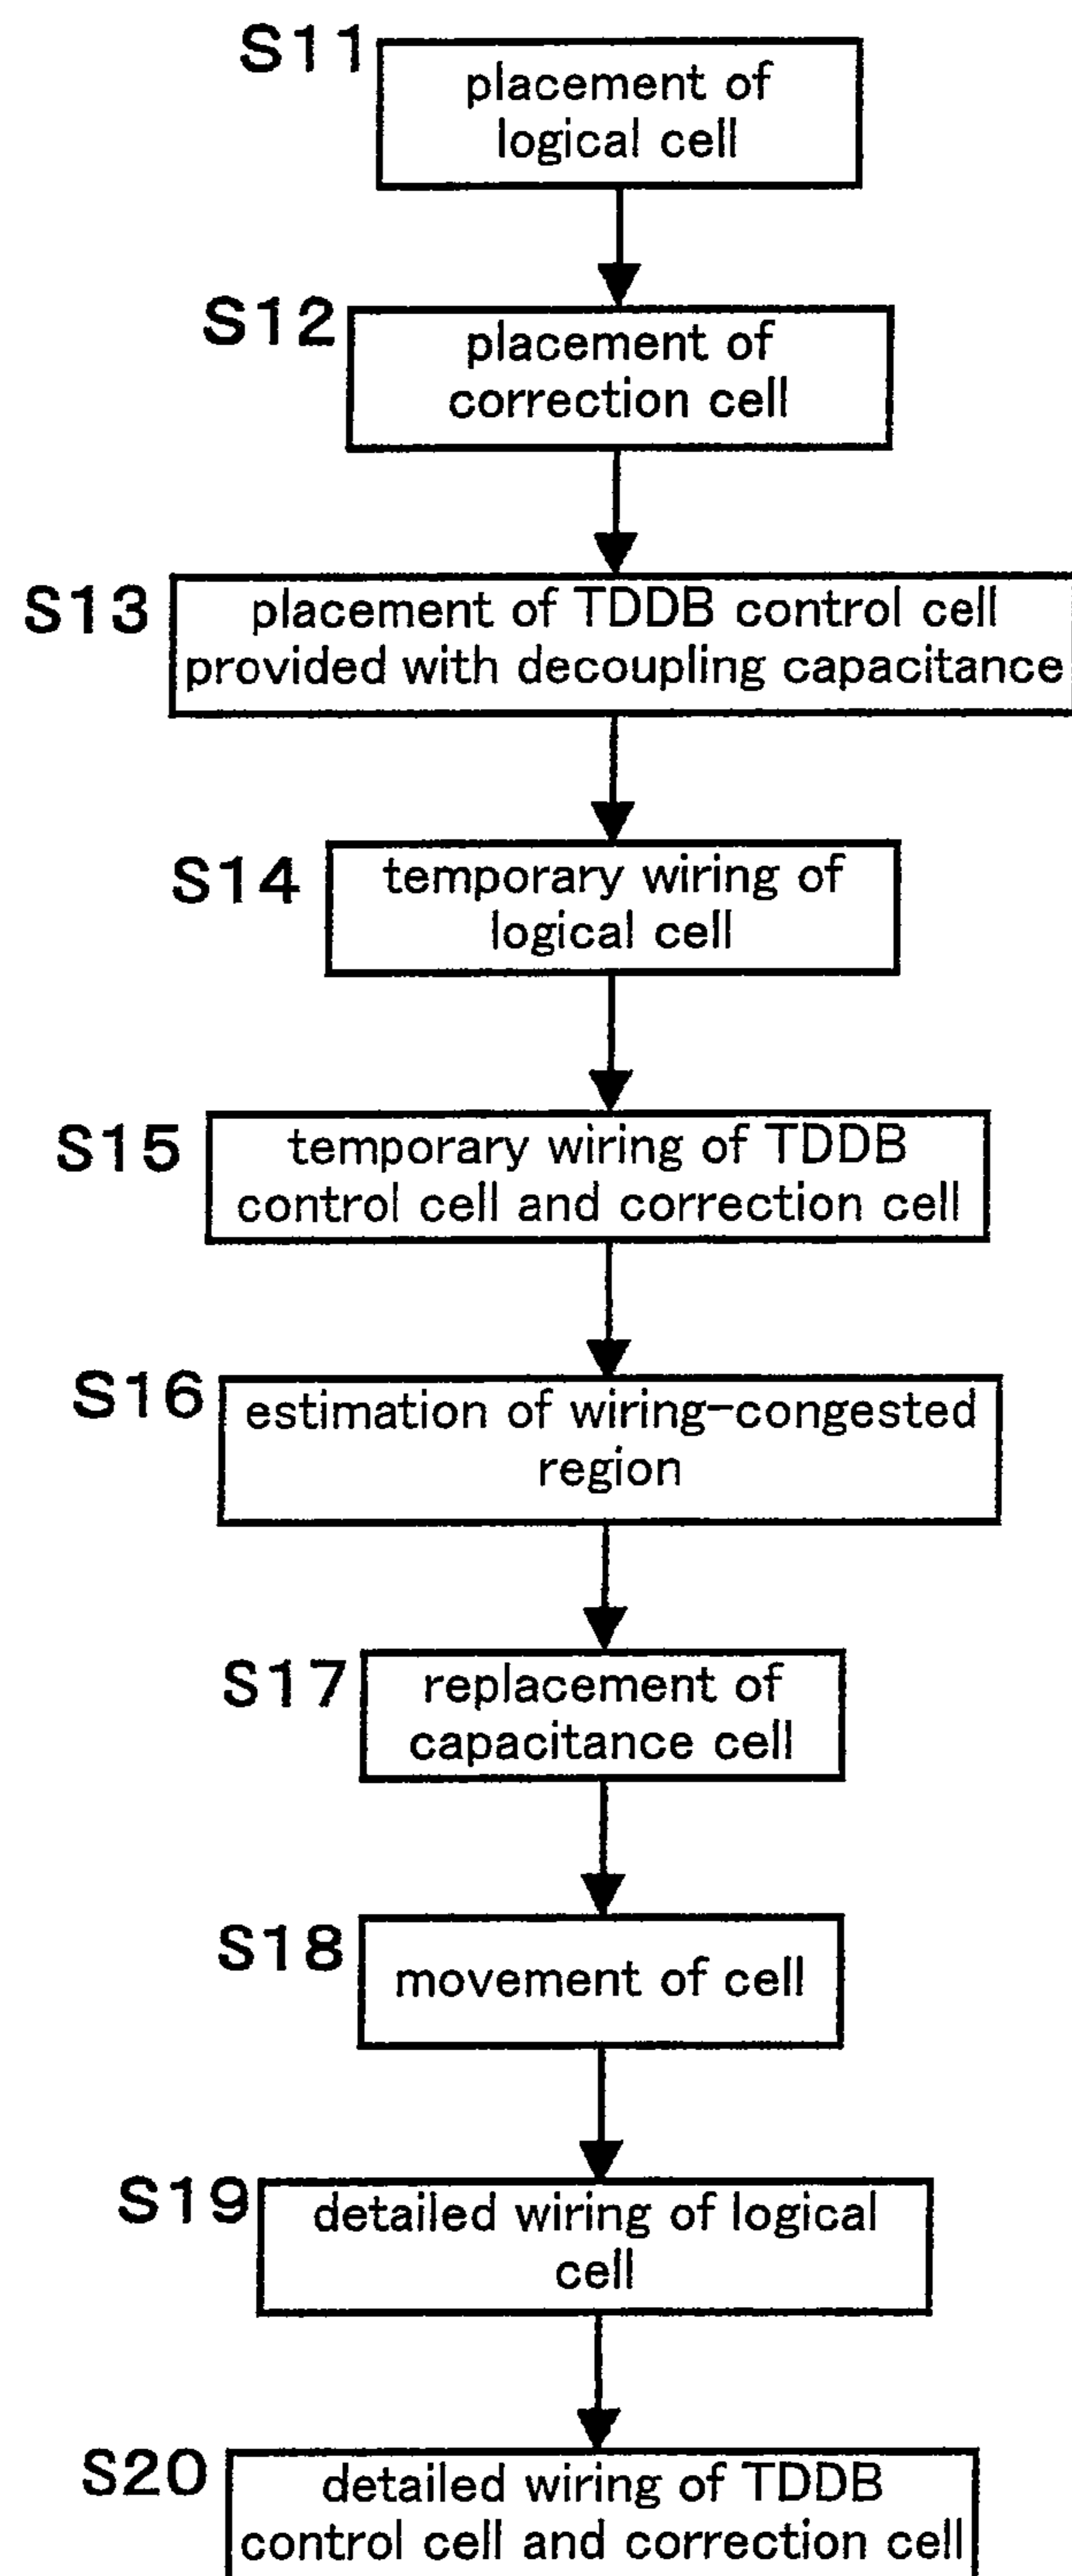 S11
placement of
logical cell
S12
placement of
correction cell
S13
placement of TDDB control cell
provided with decoupling capacitance
S14
temporary wiring of
logical cell
S15
temporary wiring of TDDB
control cell and correction cell
S16
estimation of wiring-congested
region
S17
replacement of
capacitance cell
S18
movement of cell
S19
detailed wiring of logical
cell
S20
detailed wiring of TDDB
control cell and correction cell